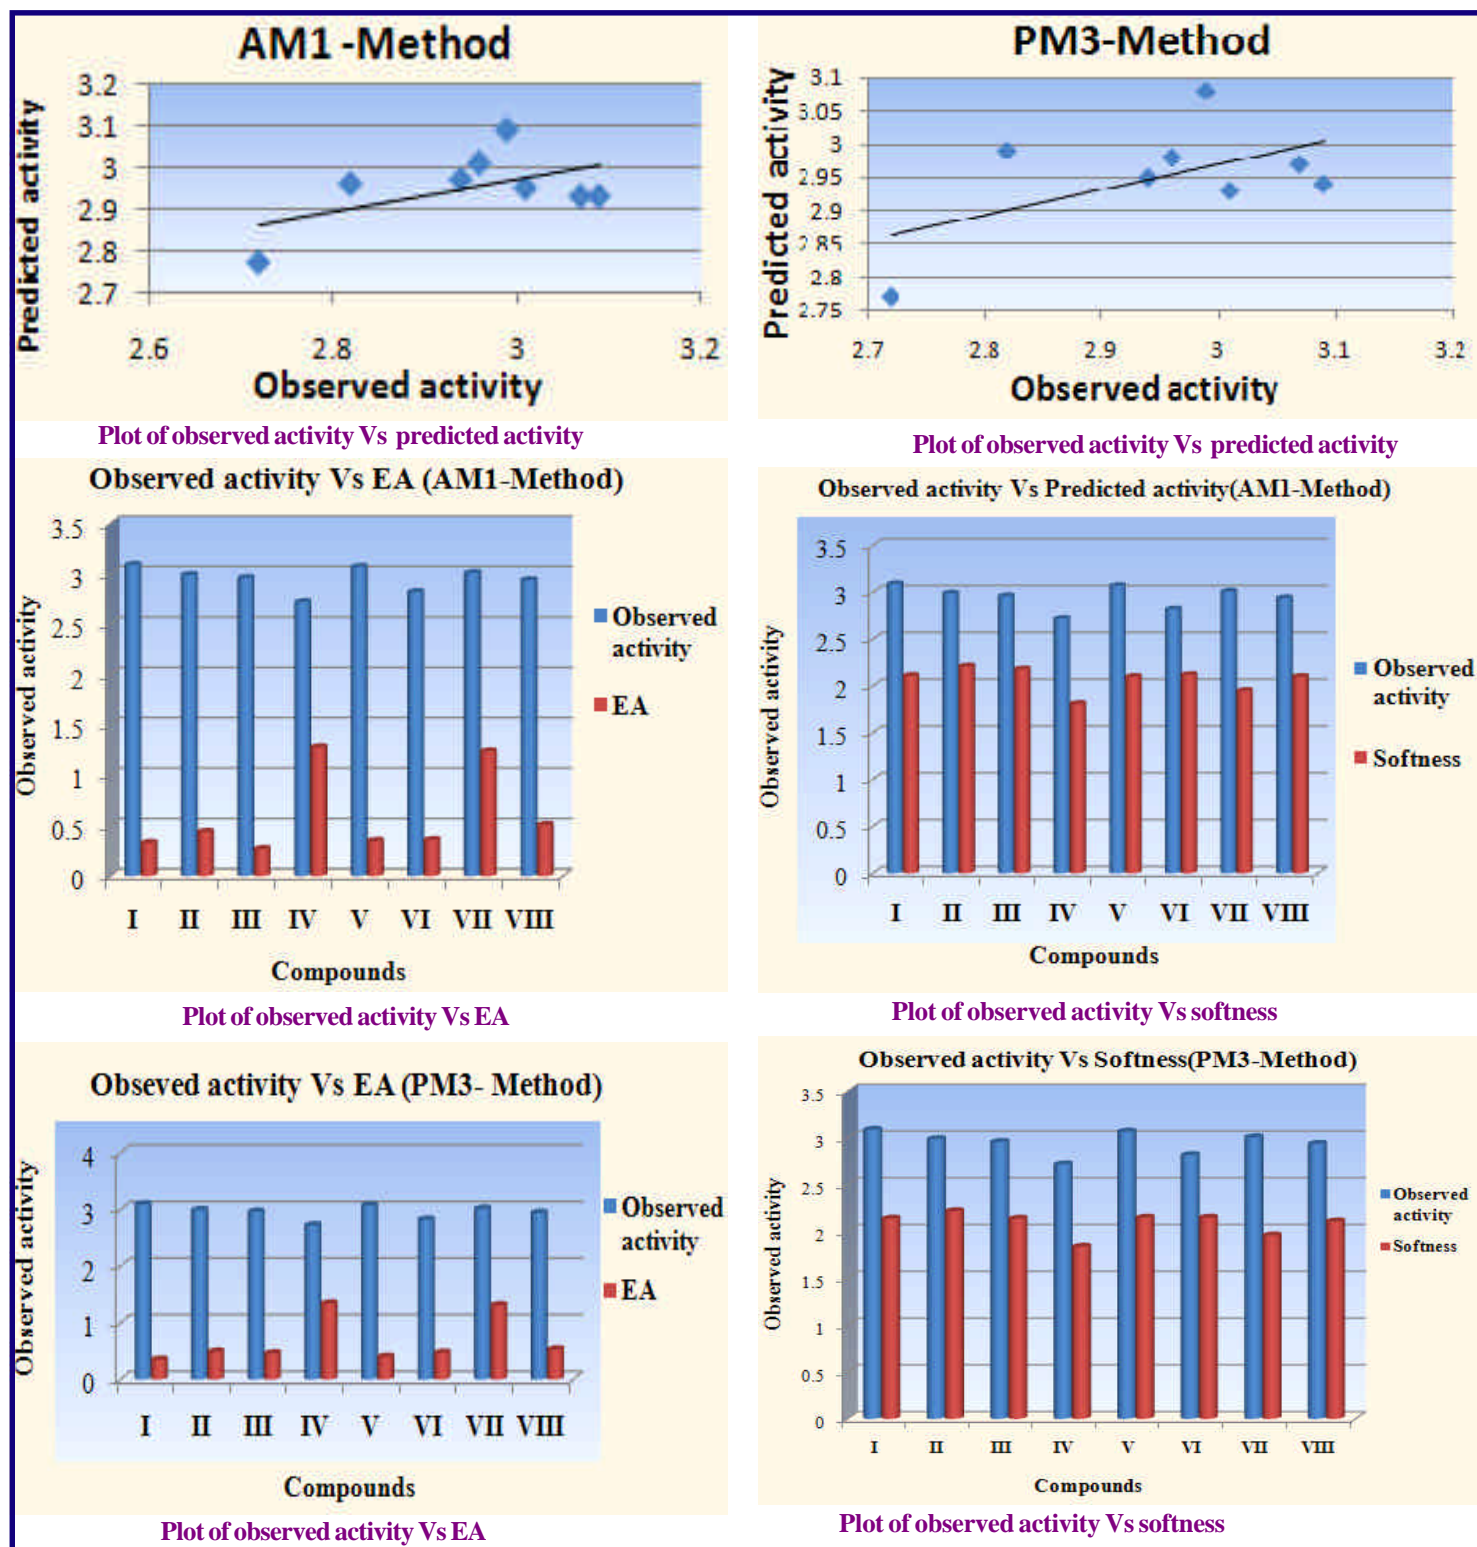 AM1 -Method
3.2
3.1
3
2.9
2.8
2.7
2.6
2.8
3
3.2
Predicted activity
Observed activity
Plot of observed activity Vs predicted activity
PM3-Method
3.1
3.05
3
2.95
2.9
2.85
2.8
2.75
2.7
2.8
2.9
3
3.1
3.2
Predicted activity
Observed activity
Plot of observed activity Vs predicted activity
Observed activity Vs EA (AM1-Method)
3.5
3
2.5
2
1.5
1
0.5
0
Observed activity
I II III IV V VI VII VIII
Compounds
Observed
activity
EA
Plot of observed activity Vs EA
Observed activity Vs Predicted activity(AM1-Method)
3.5
3
2.5
2
1.5
1
0.5
0
Observed activity
I II III IV V VI VII VIII
Compounds
Observed
activity
Softness
Plot of observed activity Vs softness
Obseved activity Vs EA (PM3- Method)
4
3
2
1
0
Observed activity
I II III IV V VI VII VIII
Compounds
Observed
activity
EA
Plot of observed activity Vs EA
Observed activity Vs Softness(PM3-Method)
3.5
3
2.5
2
1.5
1
0.5
0
Observed activity
I II III IV V VI VII VIII
Compounds
Observed
activity
Softness
Plot of observed activity Vs softness